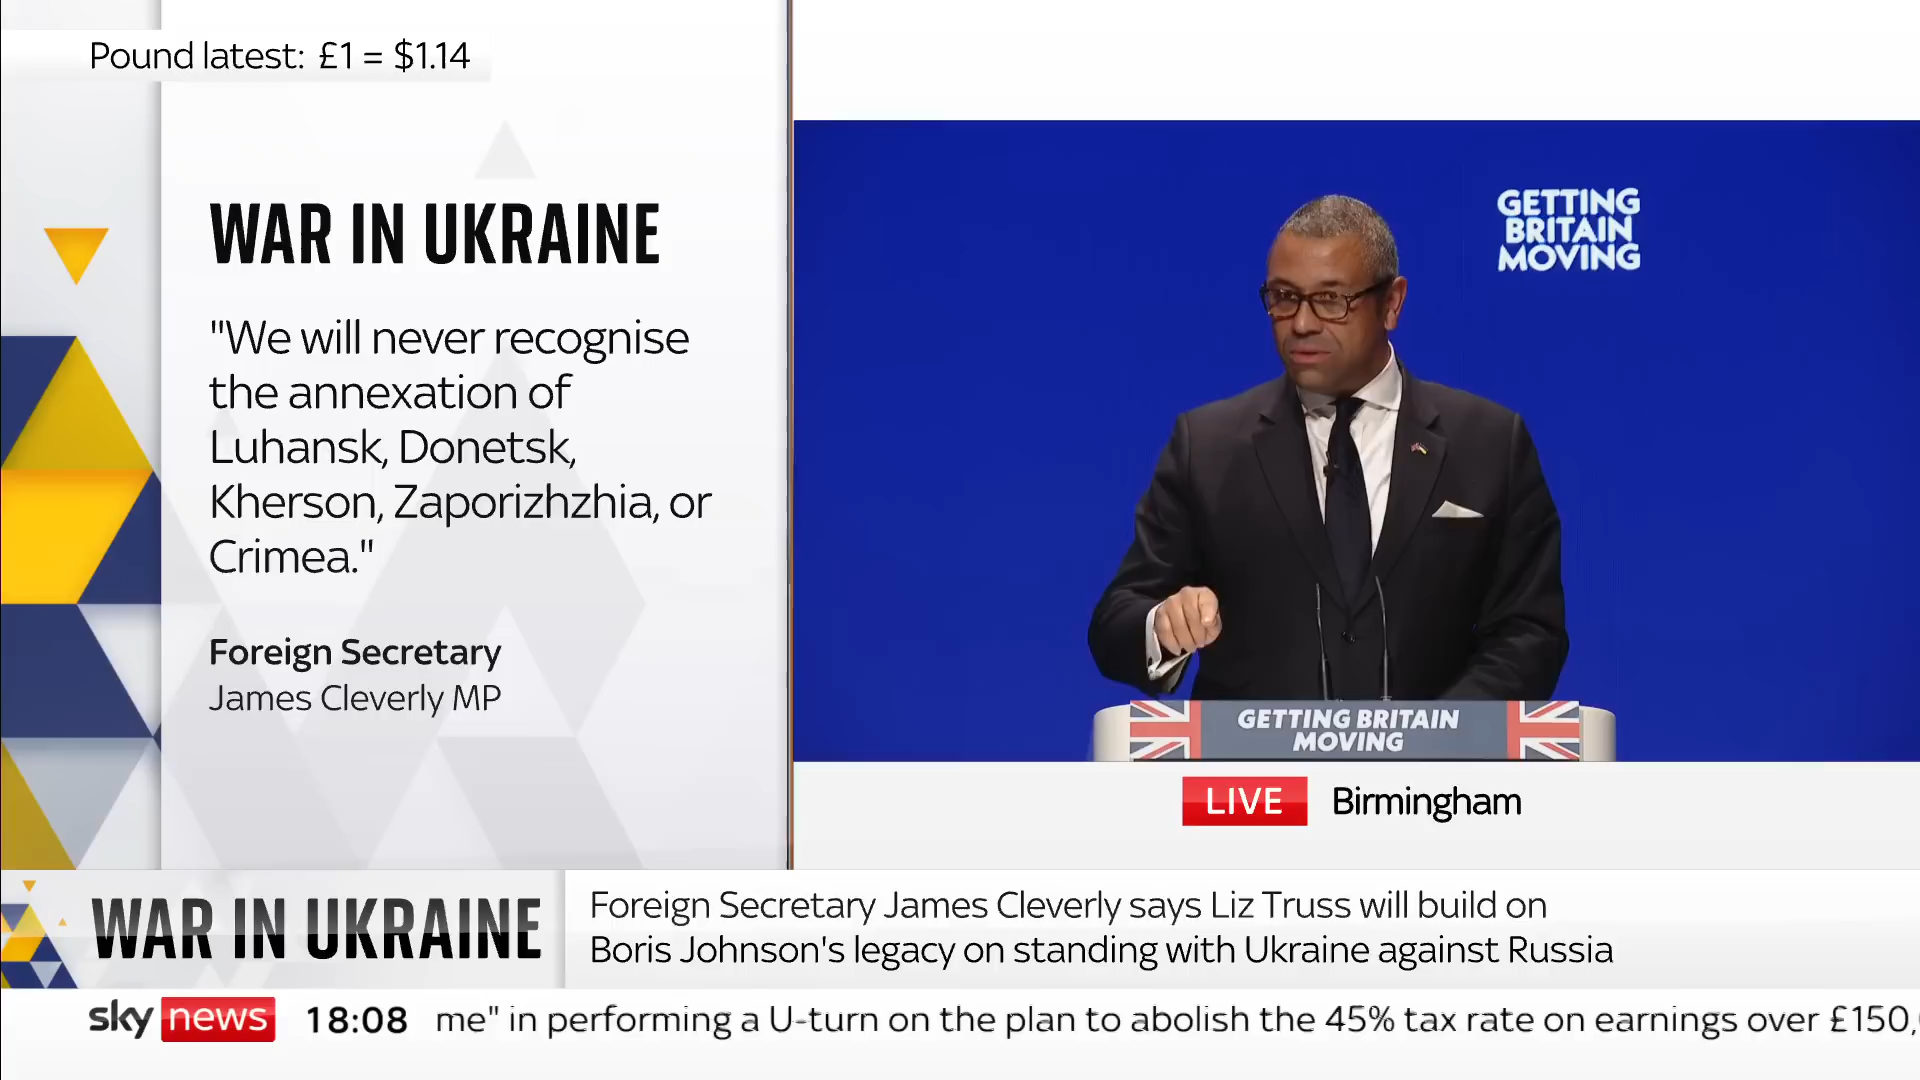 Pound latest: £1 = $1.14
WAR IN UKRAINE
"We will never recognise
the annexation of
Luhansk, Donetsk,
Kherson, Zaporizhzhia, or
Crimea."
Foreign Secretary
James Cleverly MP
GETTING
BRITAIN
MOVING
GETTING BRITAIN
MOVING
LIVE Birmingham
WAR IN UKRAINE
Foreign Secretary James Cleverly says Liz Truss will build on
Boris Johnson's legacy on standing with Ukraine against Russia
sky news 18:08 me" in performing a U-turn on the plan to abolish the 45% tax rate on earnings over £150,